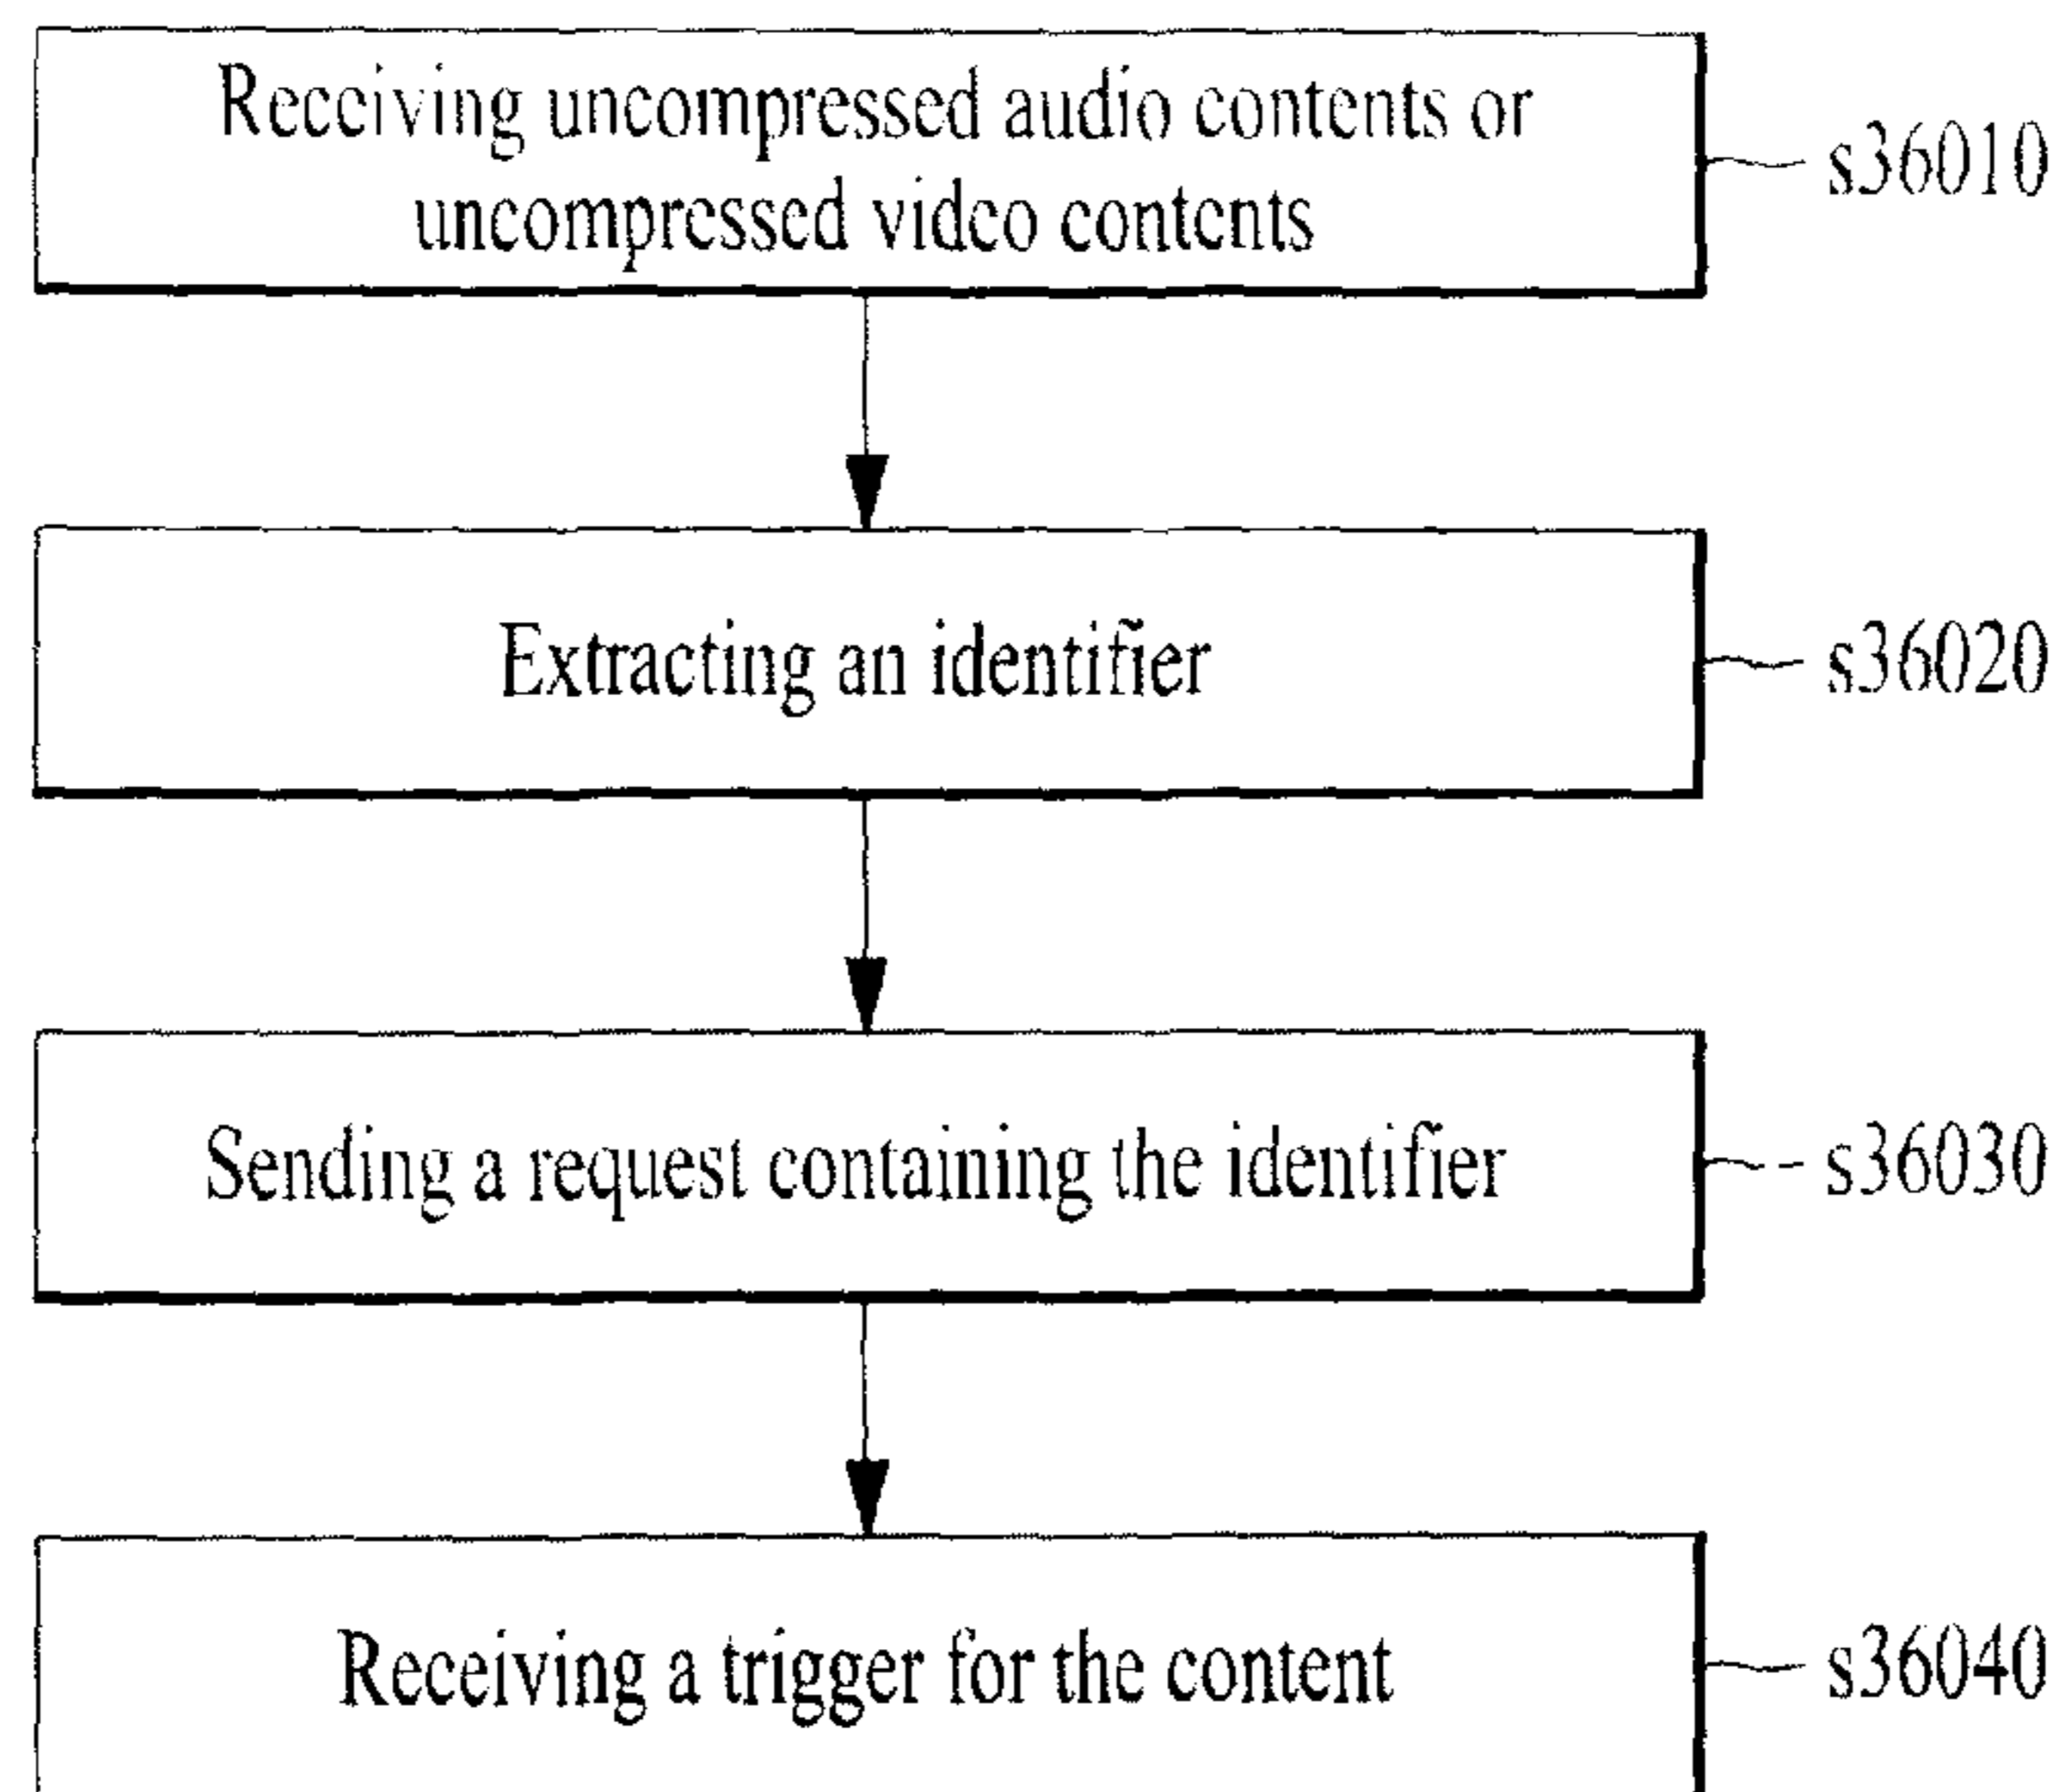 Receiving uncompressed audio contents or
uncompressed video contents
s36010
Extracting an identifier
s36020
Sending a request containing the identifier
s36030
Receiving a trigger for the content
s36040